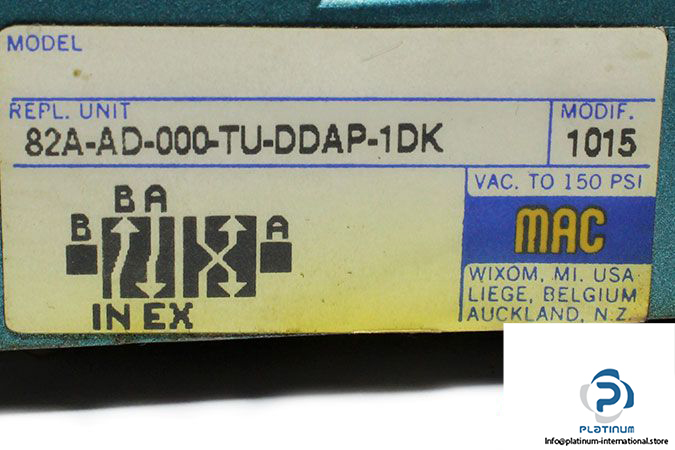 MODEL
REPL. UNIT
82A-AD-000-TU-DDAP-1DK
MODIF.
1015
VAC. TO 150 PSI
B A
B
A
IN EX
MAC
WIXOM, MI. USA
LIEGE, BELGIUM
AUCKLAND, N.Z.
PLATINUM
Info@platinum-international.store